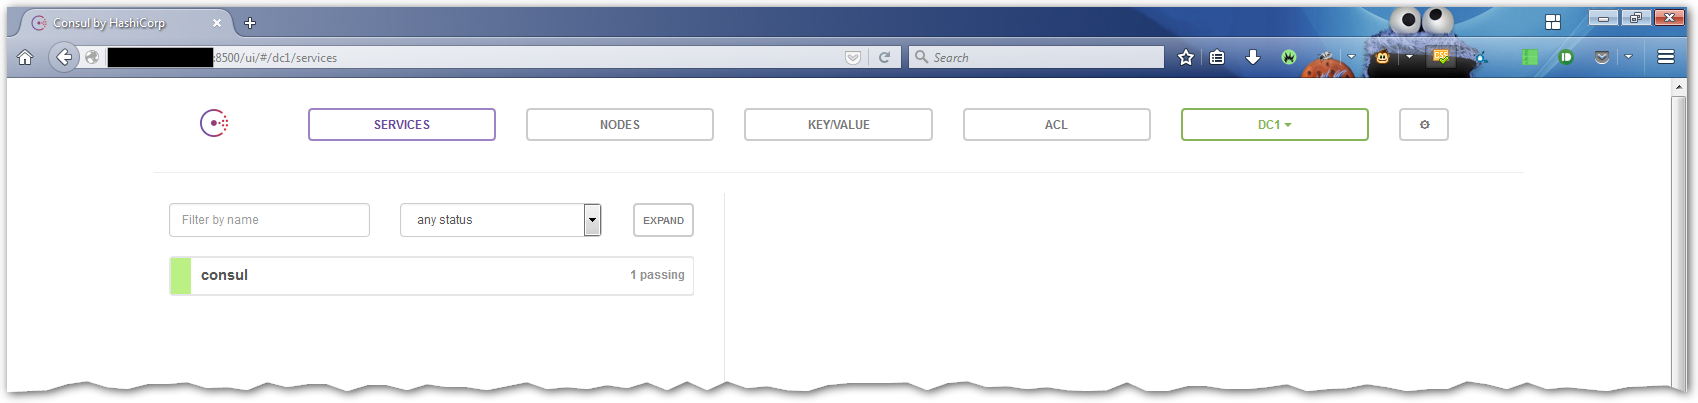 Consul by HashiCorp
:8500/ui/#/dc1/services
Search
SERVICES
NODES
KEY/VALUE
ACL
DC1
Filter by name
any status
EXPAND
consul
1 passing